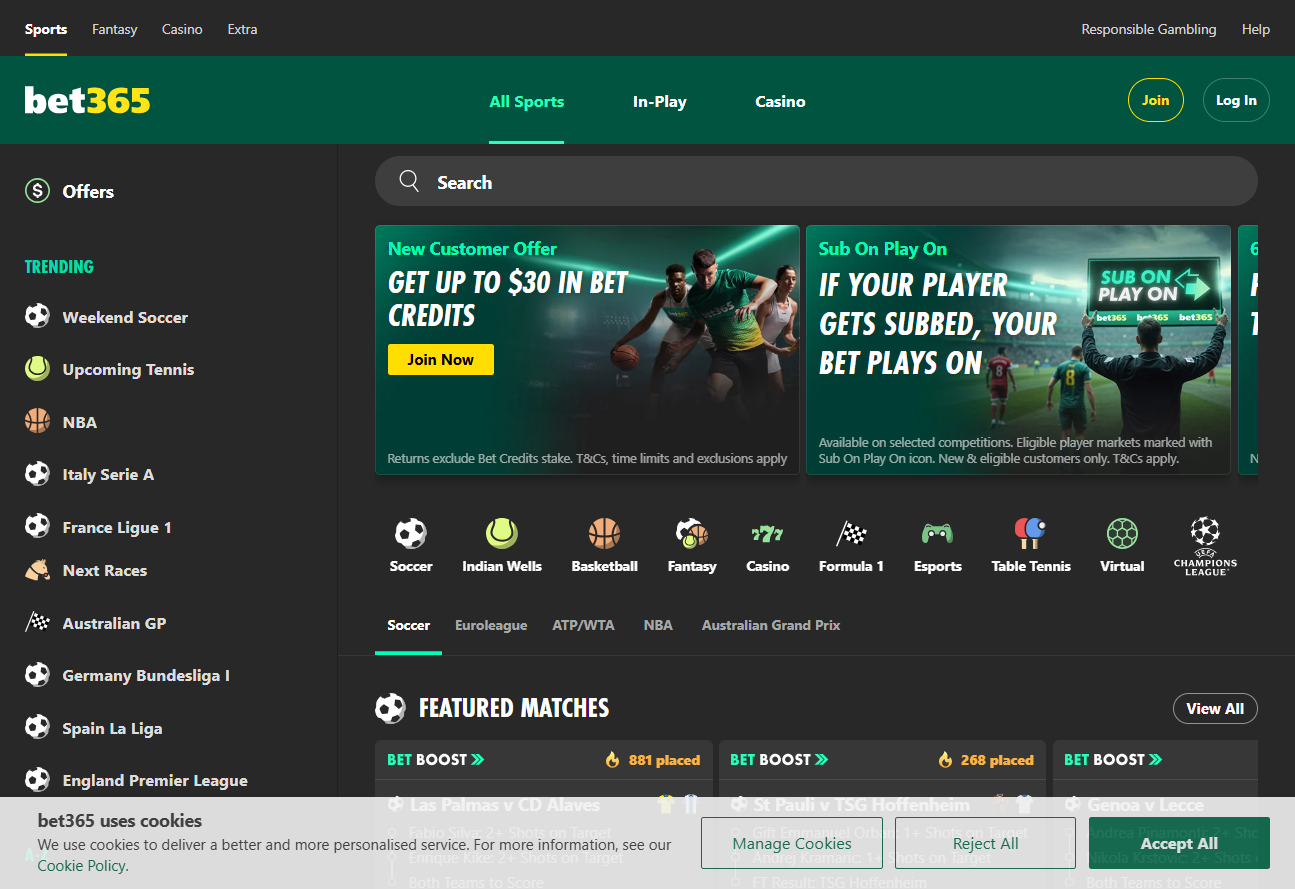 Sports
Fantasy
Casino
Extra
Responsible Gambling
Help
bet365
All Sports
In-Play
Casino
Join
Log In
Offers
TRENDING
Weekend Soccer
Upcoming Tennis
NBA
Italy Serie A
France Ligue 1
Next Races
Australian GP
Germany Bundesliga I
Spain La Liga
England Premier League
Search
New Customer Offer
GET UP TO $30 IN BET
CREDITS
Join Now
Returns exclude Bet Credits stake. T&Cs, time limits and exclusions apply
Sub On Play On
IF YOUR PLAYER
GETS SUBBED, YOUR
BET PLAYS ON
SUB ON
PLAY ON
bet365 bet365 bet365
8
8
Available on selected competitions. Eligible player markets marked with
Sub On Play On icon. New & eligible customers only. T&Cs apply.
Soccer
Indian Wells
Basketball
Fantasy
777
Casino
Formula 1
Esports
Table Tennis
Virtual
UEFA
CHAMPIONS
LEAGUE
Soccer
Euroleague
ATP/WTA
NBA
Australian Grand Prix
FEATURED MATCHES
View All
BET BOOST
881 placed
Las Palmas v CD Alaves
Fabio Silva: 2+ Shots on Target
Enrique Kike: 2+ Shots on Target
Both Teams to Score
BET BOOST
268 placed
St Pauli v TSG Hoffenheim
Gift Emmanuel Orban: 1+ Shots on Target
Andrej Kramaric: 1+ Shots on Target
FT Result: TSG Hoffenheim
BET BOOST
Genoa v Lecce
Andrea Pinamonti: 2+ Sho
Nikola Krstovic: 2+ Shots
bet365 uses cookies
We use cookies to deliver a better and more personalised service. For more information, see our
Cookie Policy.
Manage Cookies
Reject All
Accept All